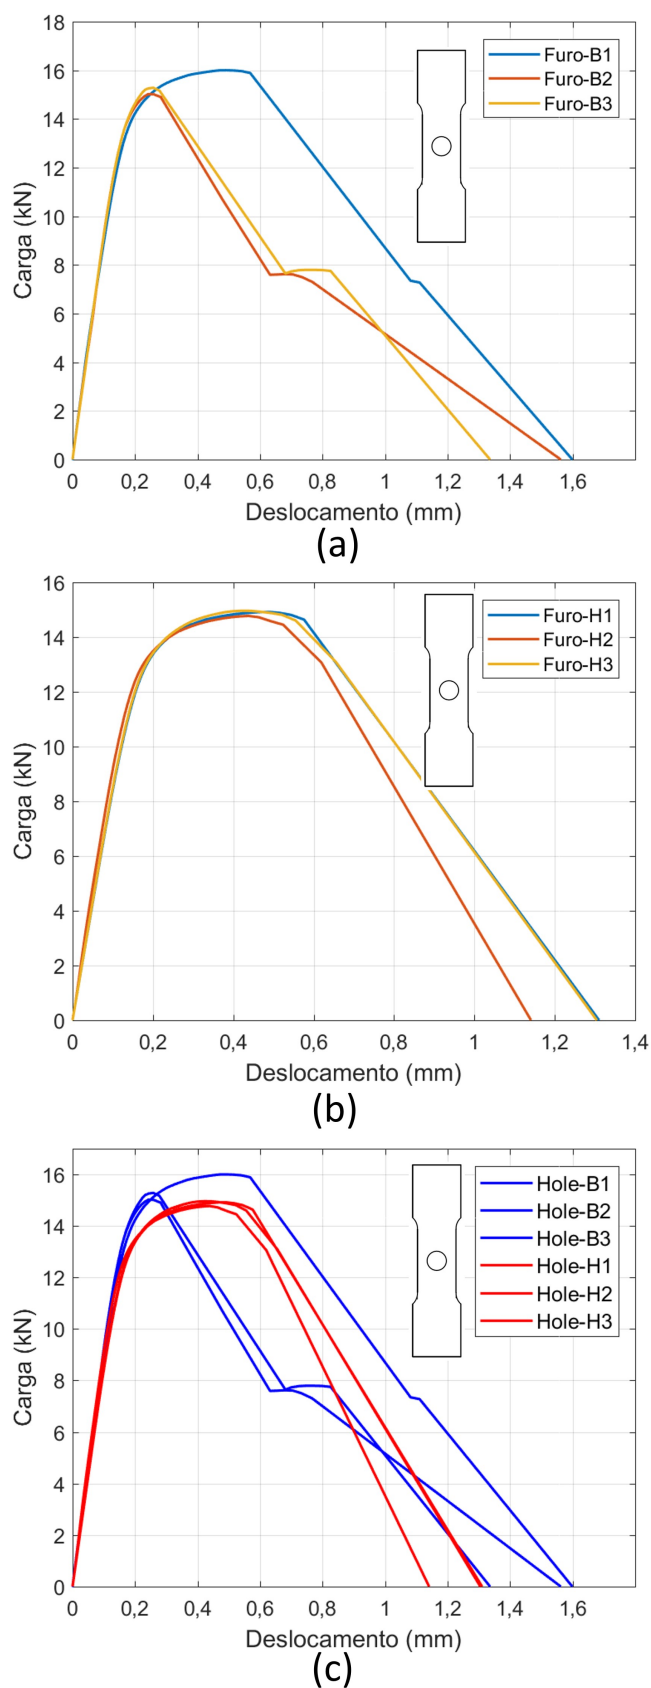 18
16
14
12
10
8
6
4
2
0
Carga (kN)
Furo-B1
Furo-B2
Furo-B3
0 0,2 0,4 0,6 0,8 1 1,2 1,4 1,6
Deslocamento (mm)
(a)
16
14
12
10
8
6
4
2
0
Carga (kN)
Furo-H1
Furo-H2
Furo-H3
0 0,2 0,4 0,6 0,8 1 1,2 1,4
Deslocamento (mm)
(b)
16
14
12
10
8
6
4
2
0
Carga (kN)
Hole-B1
Hole-B2
Hole-B3
Hole-H1
Hole-H2
Hole-H3
0 0,2 0,4 0,6 0,8 1 1,2 1,4 1,6
Deslocamento (mm)
(c)